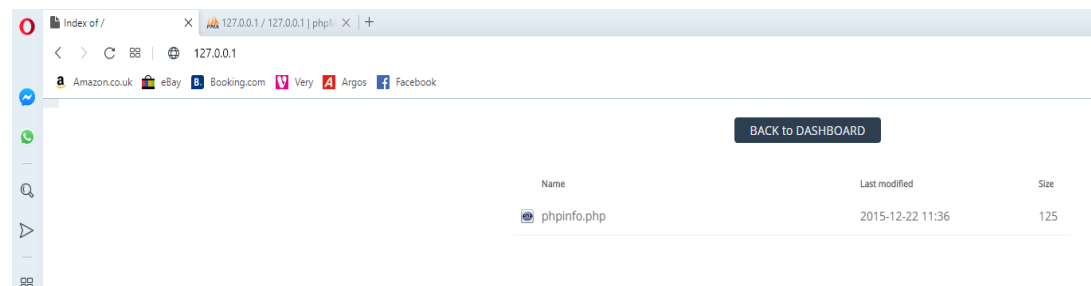 Index of /
127.0.0.1 / 127.0.0.1 | phpM
127.0.0.1
Amazon.co.uk eBay Booking.com Very Argos Facebook
BACK to DASHBOARD
Name Last modified Size
phpinfo.php 2015-12-22 11:36 125